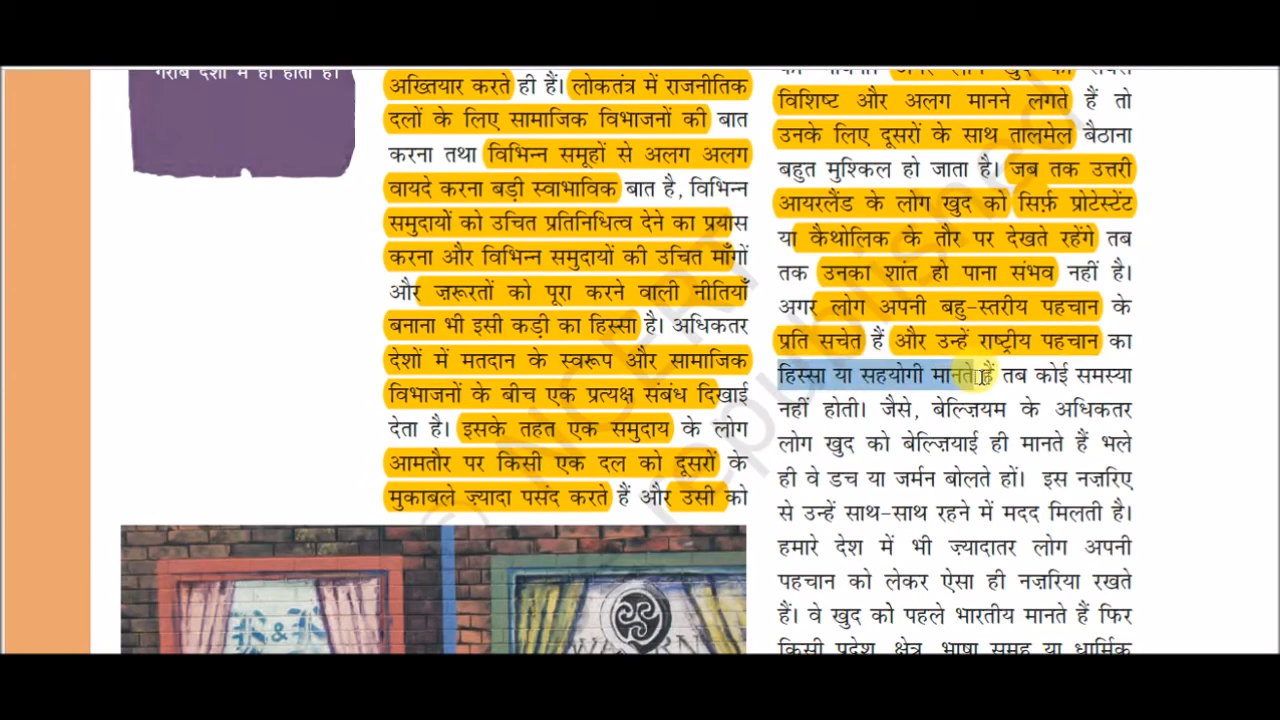 गरीब देशों में ही होता है।
अख्तियार करते ही हैं। लोकतंत्र में राजनीतिक
दलों के लिए सामाजिक विभाजनों की बात
करना तथा विभिन्न समूहों से अलग अलग
वायदे करना बड़ी स्वाभाविक बात है, विभिन्न
समुदायों को उचित प्रतिनिधित्व देने का प्रयास
करना और विभिन्न समुदायों की उचित माँगों
और ज़रूरतों को पूरा करने वाली नीतियाँ
बनाना भी इसी कड़ी का हिस्सा है। अधिकतर
देशों में मतदान के स्वरूप और सामाजिक
विभाजनों के बीच एक प्रत्यक्ष संबंध दिखाई
देता है। इसके तहत एक समुदाय के लोग
आमतौर पर किसी एक दल को दूसरों के
मुकाबले ज़्यादा पसंद करते हैं और उसी को
विशिष्ट और अलग मानने लगते हैं तो
उनके लिए दूसरों के साथ तालमेल बैठाना
बहुत मुश्किल हो जाता है। जब तक उत्तरी
आयरलैंड के लोग खुद को सिर्फ़ प्रोटेस्टेंट
या कैथोलिक के तौर पर देखते रहेंगे तब
तक उनका शांत हो पाना संभव नहीं है।
अगर लोग अपनी बहु-स्तरीय पहचान के
प्रति सचेत हैं और उन्हें राष्ट्रीय पहचान का
हिस्सा या सहयोगी मानते हैं तब कोई समस्या
नहीं होती। जैसे, बेल्ज़ियम के अधिकतर
लोग खुद को बेल्ज़ियाई ही मानते हैं भले
ही वे डच या जर्मन बोलते हों। इस नज़रिए
से उन्हें साथ-साथ रहने में मदद मिलती है।
हमारे देश में भी ज़्यादातर लोग अपनी
पहचान को लेकर ऐसा ही नज़रिया रखते
हैं। वे खुद को पहले भारतीय मानते हैं फिर
किसी प्रदेश, क्षेत्र, भाषा समूह या धार्मिक